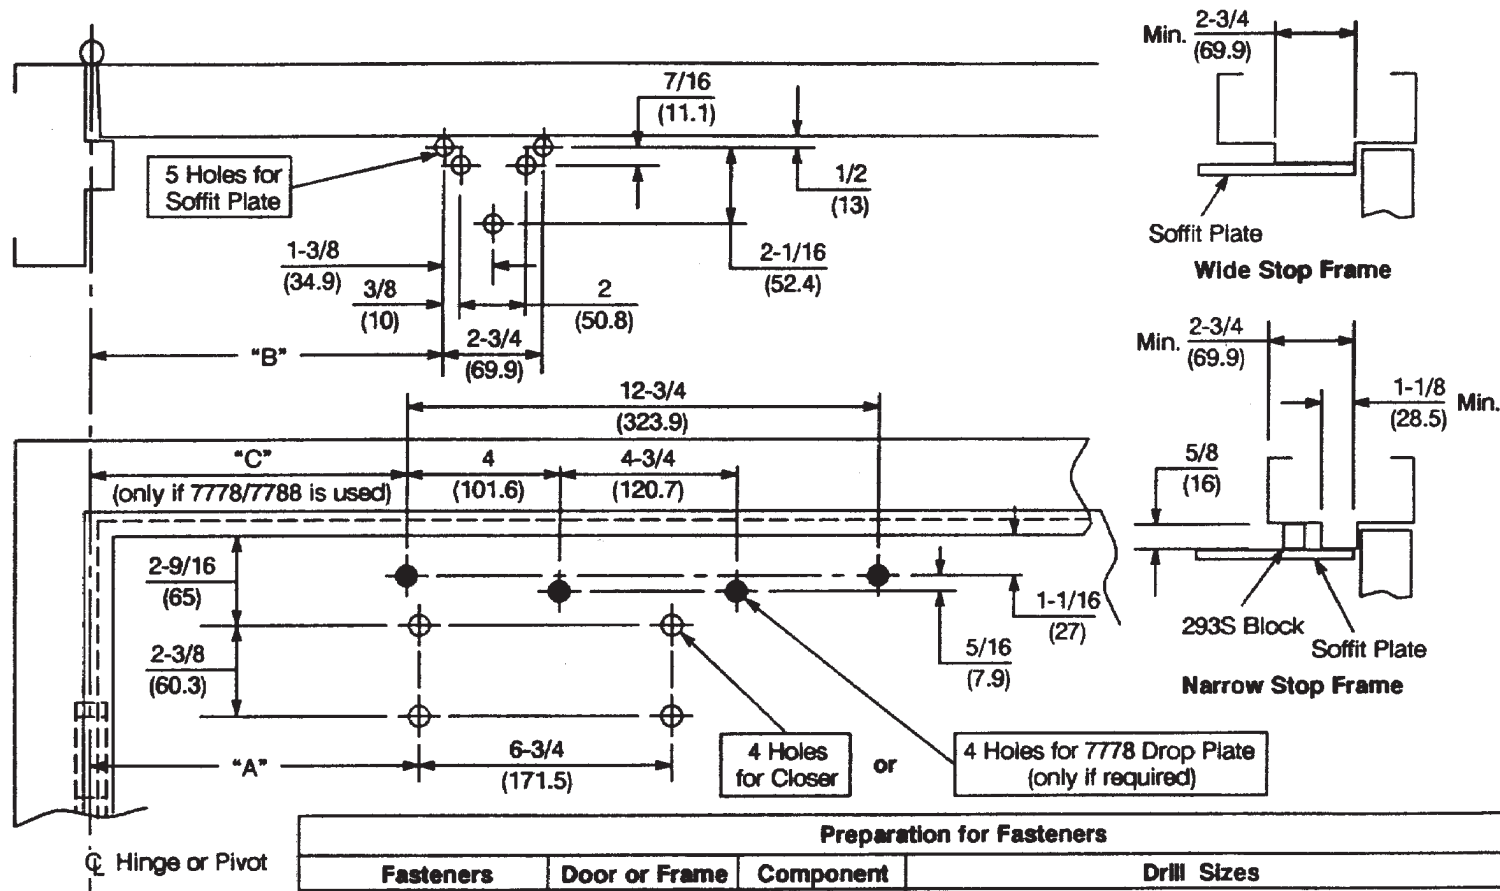 7/16
(11.1)
5 Holes for
Soffit Plate
1/2
(13)
1-3/8
(34.9)
2-1/16
(52.4)
3/8
(10)
2
(50.8)
"B"
2-3/4
(69.9)
12-3/4
(323.9)
"C"
(only if 7778/7788 is used)
4
(101.6)
4-3/4
(120.7)
2-9/16
(65)
1-1/16
(27)
2-3/8
(60.3)
5/16
(7.9)
"A"
6-3/4
(171.5)
4 Holes
for Closer
or
4 Holes for 7778 Drop Plate
(only if required)
℄ Hinge or Pivot
Min. 2-3/4
(69.9)
Soffit Plate
Wide Stop Frame
Min. 2-3/4
(69.9)
1-1/8 Min.
(28.5)
5/8
(16)
293S Block
Soffit Plate
Narrow Stop Frame
Preparation for Fasteners
Fasteners Door or Frame Component Drill Sizes